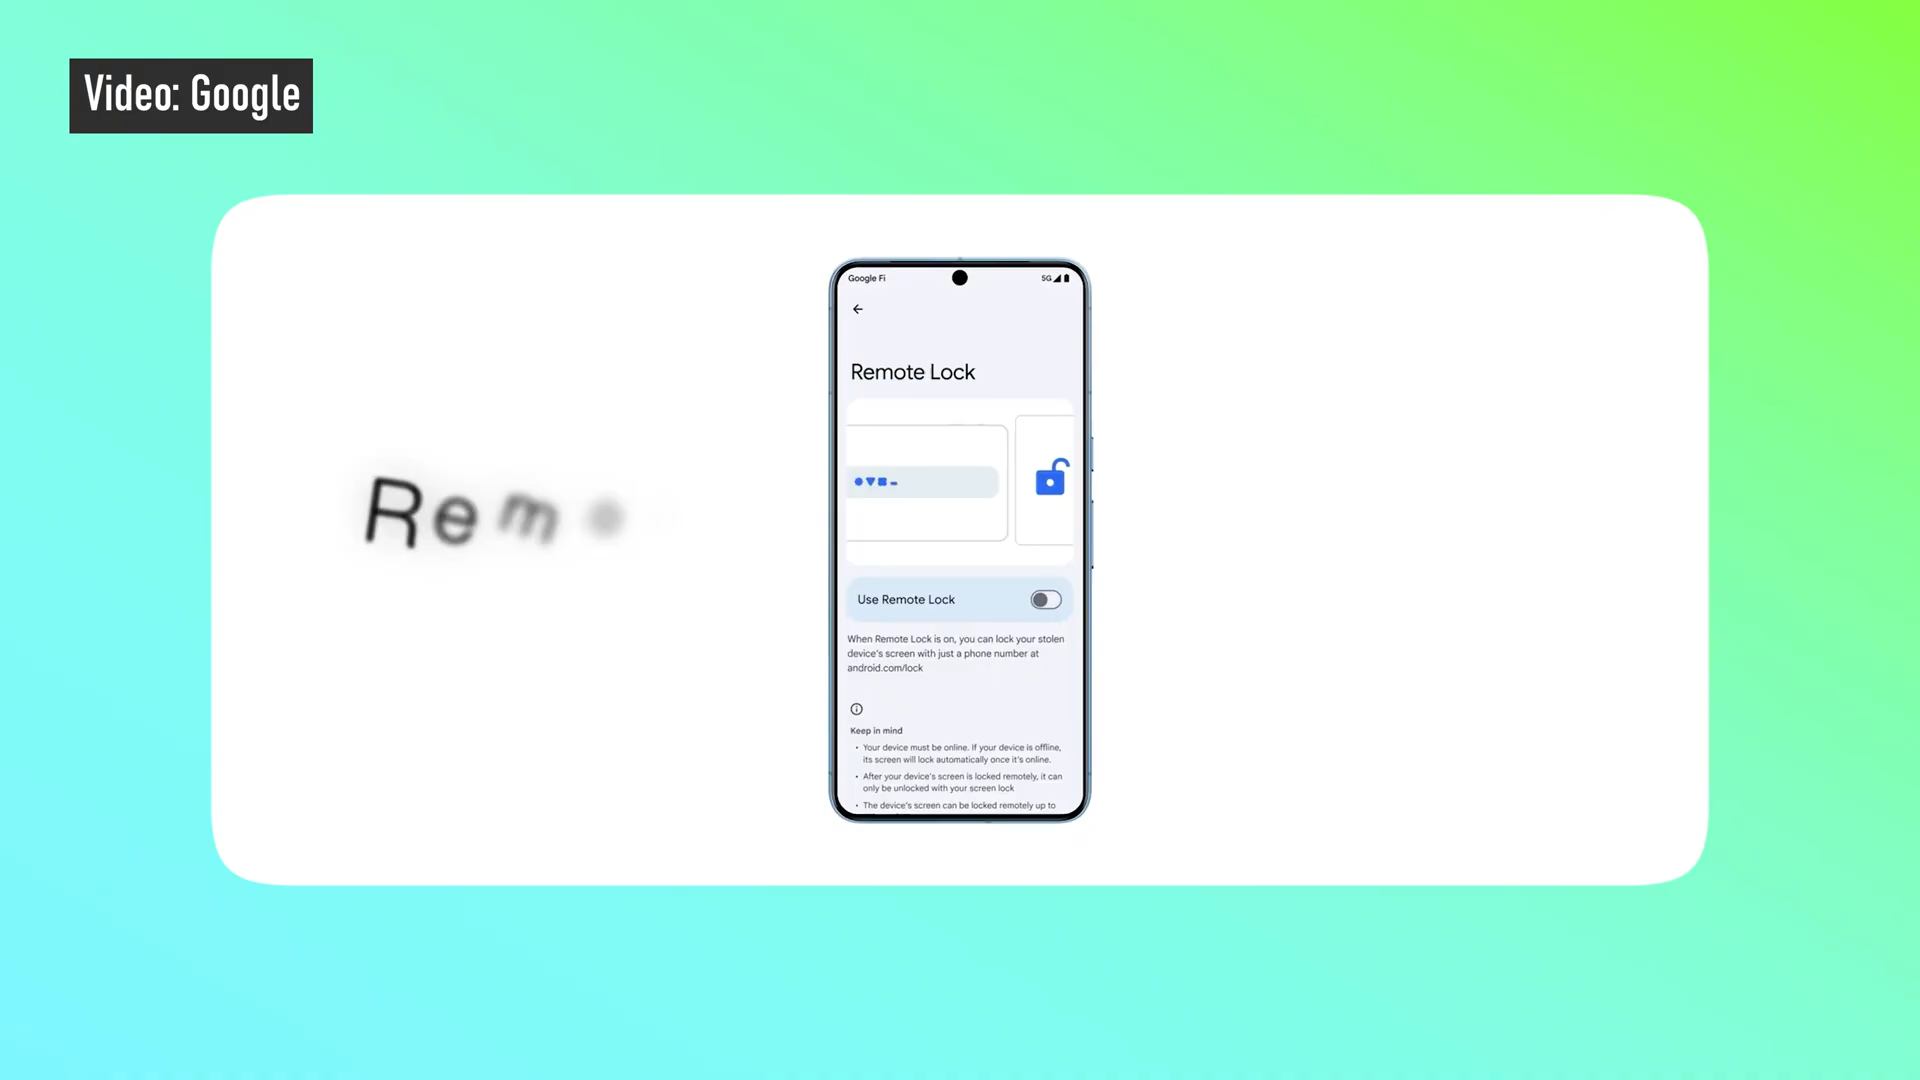 Video: Google
Google Fi
5G
Remote Lock
Use Remote Lock
When Remote Lock is on, you can lock your stolen
device's screen with just a phone number at
android.com/lock
Keep in mind
• Your device must be online. If your device is offline,
its screen will lock automatically once it's online.
• After your device's screen is locked remotely, it can
only be unlocked with your screen lock
• The device's screen can be locked remotely up to
Rem